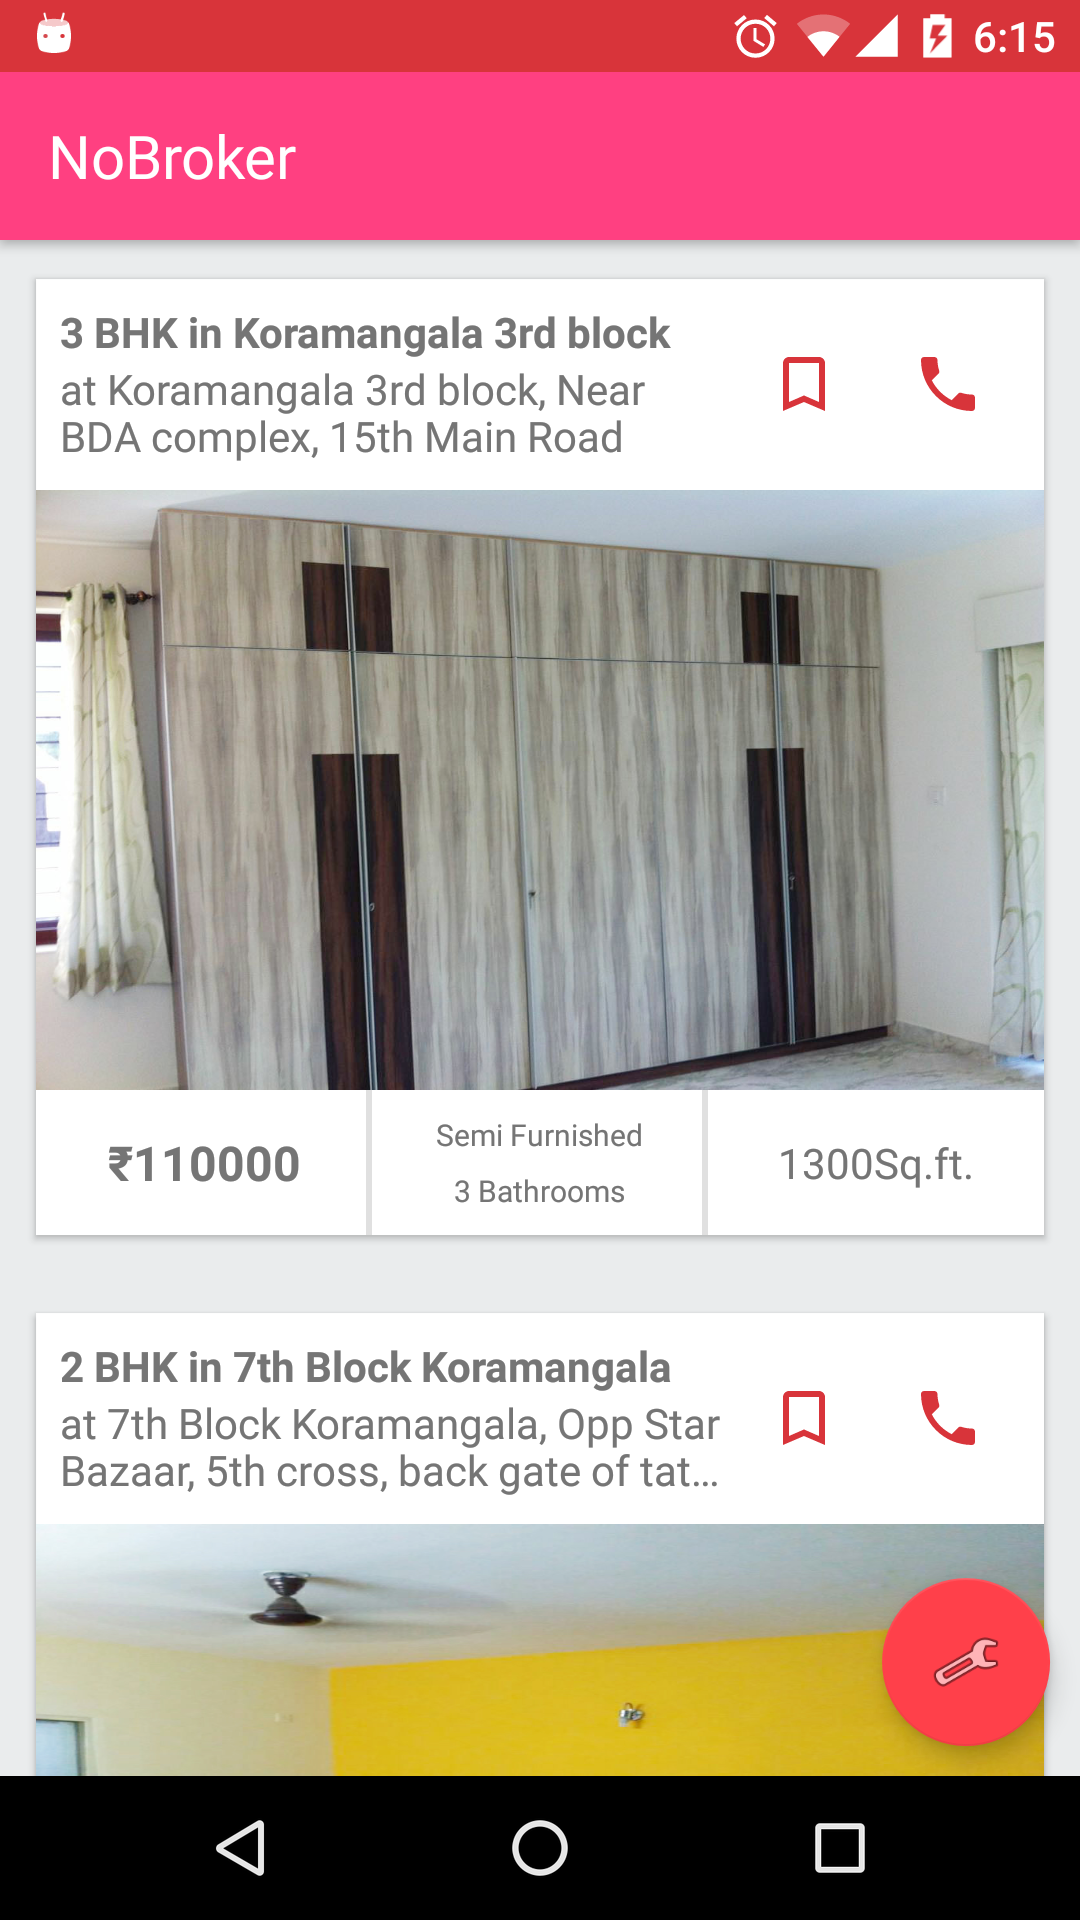 6:15
NoBroker
3 BHK in Koramangala 3rd block
at Koramangala 3rd block, Near
BDA complex, 15th Main Road
₹110000
Semi Furnished
3 Bathrooms
1300Sq.ft.
2 BHK in 7th Block Koramangala
at 7th Block Koramangala, Opp Star
Bazaar, 5th cross, back gate of tat...